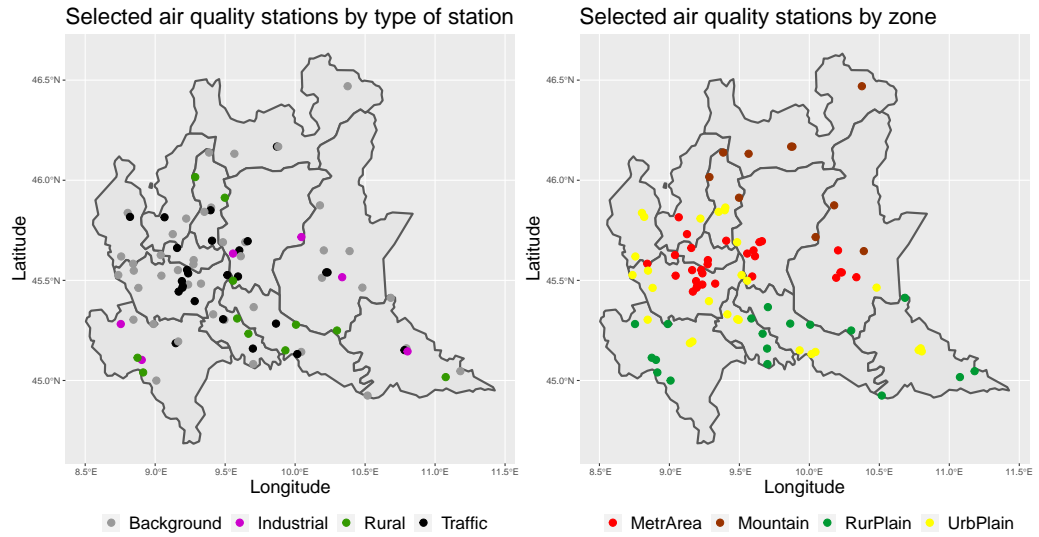 Selected air quality stations by type of station
46.5°N
46.0°N
45.5°N
45.0°N
Latitude
8.5°E 9.0°E 9.5°E 10.0°E 10.5°E 11.0°E 11.5°E
Longitude
Background Industrial Rural Traffic
Selected air quality stations by zone
46.5°N
46.0°N
45.5°N
45.0°N
Latitude
8.5°E 9.0°E 9.5°E 10.0°E 10.5°E 11.0°E 11.5°E
Longitude
MetrArea Mountain RurPlain UrbPlain